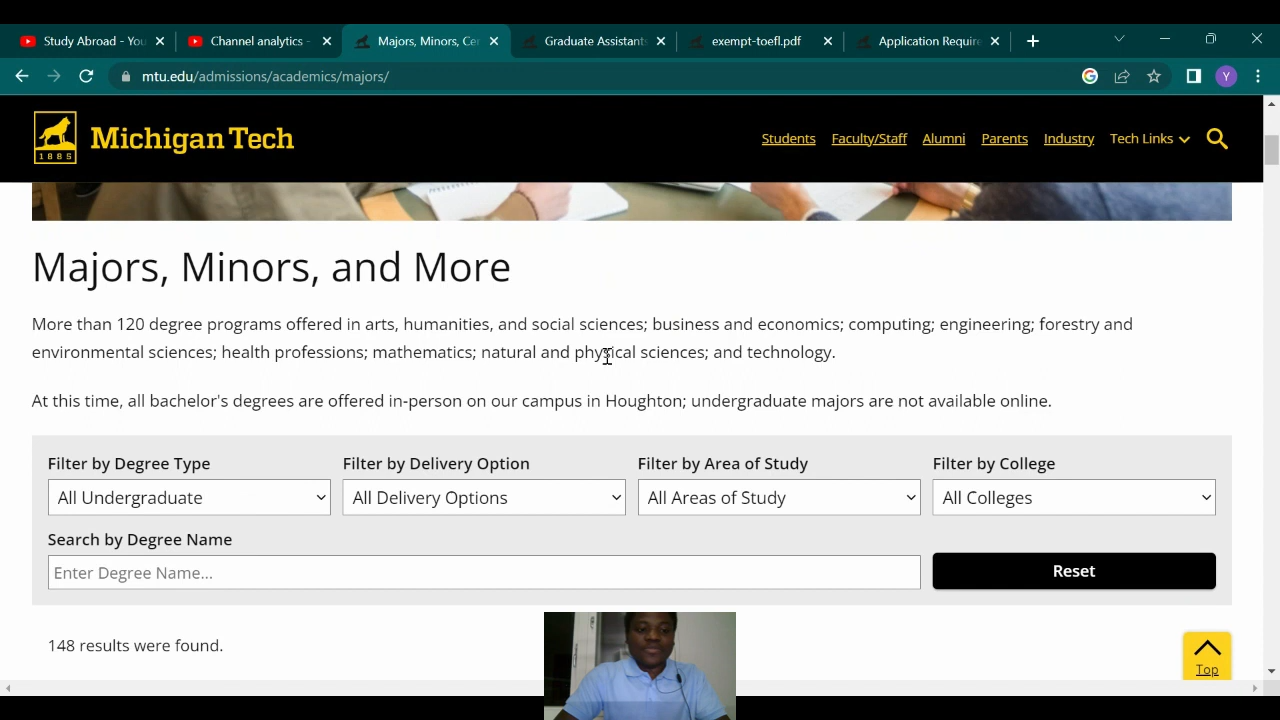 Study Abroad - You
Channel analytics -
Majors, Minors, Cer
Graduate Assistants
exempt-toefl.pdf
Application Require
mtu.edu/admissions/academics/majors/
Y
1885
Michigan Tech
Students
Faculty/Staff
Alumni
Parents
Industry
Tech Links
Majors, Minors, and More
More than 120 degree programs offered in arts, humanities, and social sciences; business and economics; computing; engineering; forestry and
environmental sciences; health professions; mathematics; natural and physical sciences; and technology.
At this time, all bachelor's degrees are offered in-person on our campus in Houghton; undergraduate majors are not available online.
Filter by Degree Type
Filter by Delivery Option
Filter by Area of Study
Filter by College
All Undergraduate
All Delivery Options
All Areas of Study
All Colleges
Search by Degree Name
Enter Degree Name...
Reset
148 results were found.
Top